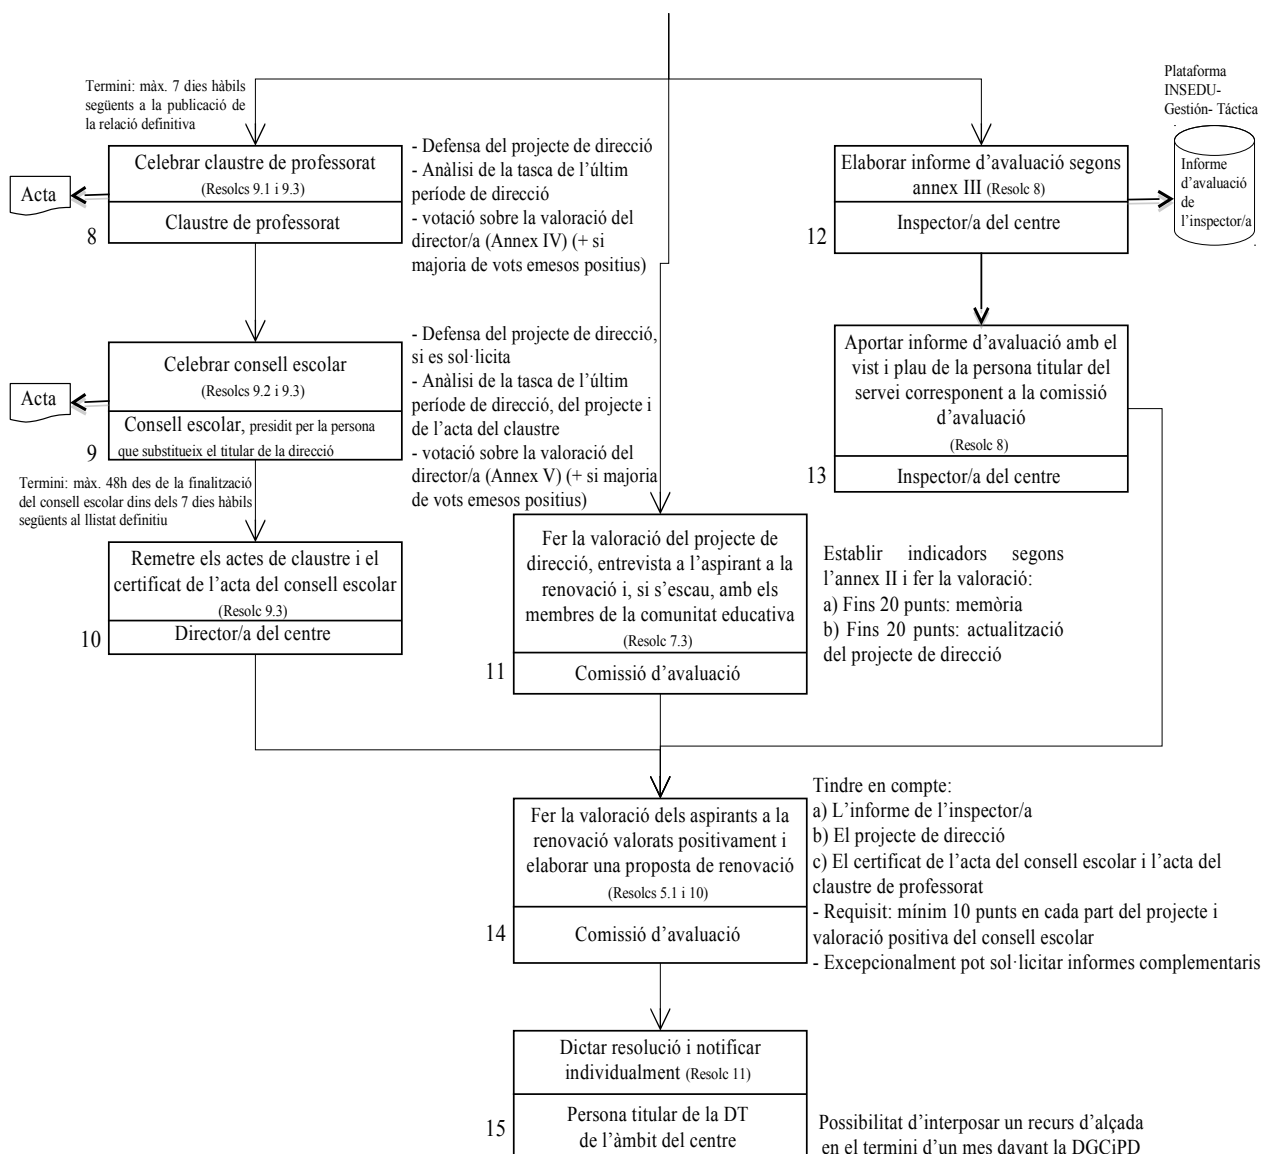 Termini: màx. 7 dies hàbils
següents a la publicació de
la relació definitiva
Celebrar claustre de professorat
(Resolcs 9.1 i 9.3)
Claustre de professorat
8
Acta
- Defensa del projecte de direcció
- Anàlisi de la tasca de l’últim
període de direcció
- votació sobre la valoració del
director/a (Annex IV) (+ si
majoria de vots emesos positius)
Elaborar informe d’avaluació segons
annex III (Resolc 8)
Inspector/a del centre
12
Plataforma
INSEDU-
Gestión- Táctica
Informe
d’avaluació
de
l’inspector/a
Celebrar consell escolar
(Resolcs 9.2 i 9.3)
Consell escolar, presidit per la persona
que substitueix el titular de la direcció
9
Acta
- Defensa del projecte de direcció,
si es sol·licita
- Anàlisi de la tasca de l’últim
període de direcció, del projecte i
de l’acta del claustre
- votació sobre la valoració del
director/a (Annex V) (+ si majoria
de vots emesos positius)
Aportar informe d’avaluació amb el
vist i plau de la persona titular del
servei corresponent a la comissió
d’avaluació
(Resolc 8)
Inspector/a del centre
13
Termini: màx. 48h des de la finalització
del consell escolar dins dels 7 dies hàbils
següents al llistat definitiu
Remetre els actes de claustre i el
certificat de l’acta del consell escolar
(Resolc 9.3)
Director/a del centre
10
Fer la valoració del projecte de
direcció, entrevista a l’aspirant a la
renovació i, si s’escau, amb els
membres de la comunitat educativa
(Resolc 7.3)
Comissió d’avaluació
11
Establir indicadors segons
l’annex II i fer la valoració:
a) Fins 20 punts: memòria
b) Fins 20 punts: actualització
del projecte de direcció
Fer la valoració dels aspirants a la
renovació valorats positivament i
elaborar una proposta de renovació
(Resolcs 5.1 i 10)
Comissió d’avaluació
14
Tindre en compte:
a) L’informe de l’inspector/a
b) El projecte de direcció
c) El certificat de l’acta del consell escolar i l’acta del
claustre de professorat
- Requisit: mínim 10 punts en cada part del projecte i
valoració positiva del consell escolar
- Excepcionalment pot sol·licitar informes complementaris
Dictar resolució i notificar
individualment (Resolc 11)
Persona titular de la DT
de l’àmbit del centre
15
Possibilitat d’interposar un recurs d’alçada
en el termini d’un mes davant la DGCiPD